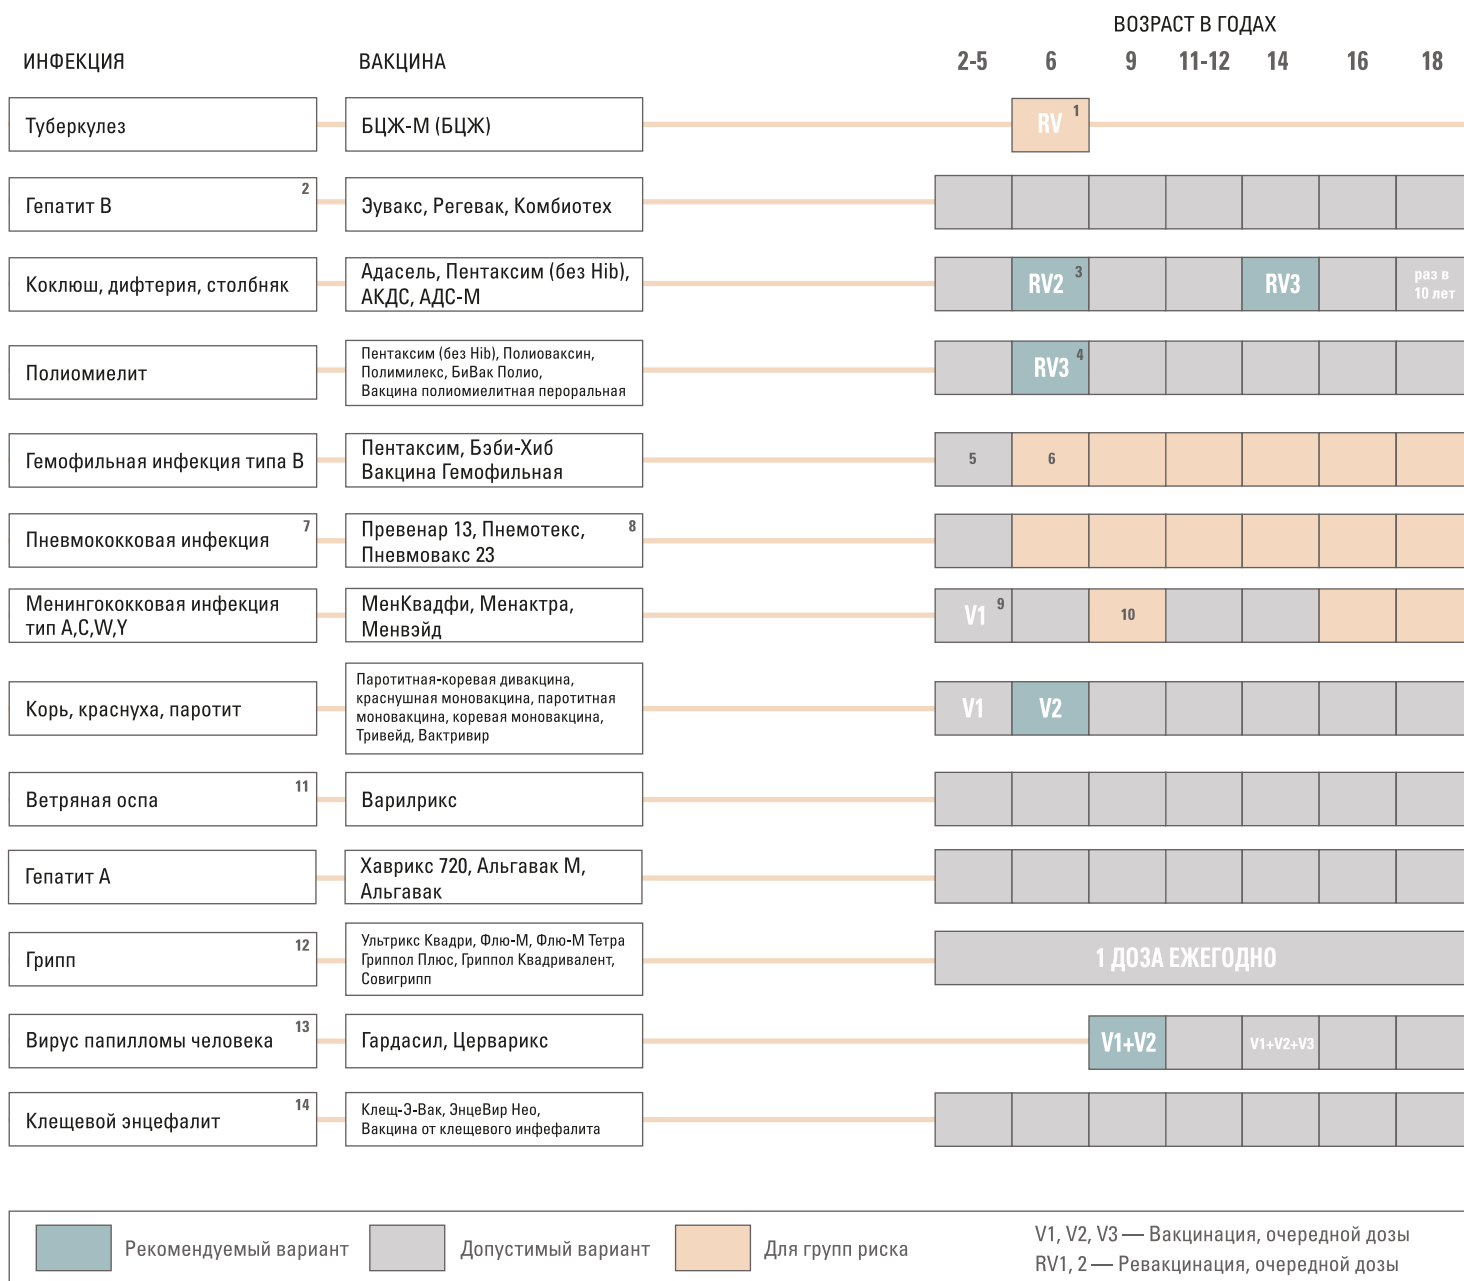 ВОЗРАСТ В ГОДАХ
ИНФЕКЦИЯ ВАКЦИНА 2-5 6 9 11-12 14 16 18
Туберкулез БЦЖ-М (БЦЖ) RV 1
Гепатит В 2 Эувакс, Регевак, Комбиотех
Коклюш, дифтерия, столбняк
Адасель, Пентаксим (без Hib),
АКДС, АДС-М
RV2 3 RV3
раз в
10 лет
Полиомиелит
Пентаксим (без Hib), Полиоваксин,
Полимилекс, БиВак Полио,
Вакцина полиомиелитная пероральная
RV3 4
Гемофильная инфекция типа В
Пентаксим, Бэби-Хиб
Вакцина Гемофильная
5 6
Пневмококковая инфекция 7
Превенар 13, Пнемотекс, 8
Пневмовакс 23
Менингококковая инфекция
тип A,C,W,Y
МенКвадфи, Менактра,
Менвэйд
V1 9 10
Корь, краснуха, паротит
Паротитная-коревая дивакцина,
краснушная моновакцина, паротитная
моновакцина, коревая моновакцина,
Тривейд, Вактривир
V1 V2
Ветряная оспа 11 Варилрикс
Гепатит А
Хаврикс 720, Альгавак М,
Альгавак
Грипп 12
Ультрикс Квадри, Флю-М, Флю-М Тетра
Гриппол Плюс, Гриппол Квадривалент,
Совигрипп
1 ДОЗА ЕЖЕГОДНО
Вирус папилломы человека 13 Гардасил, Церварикс V1+V2 V1+V2+V3
Клещевой энцефалит 14
Клещ-Э-Вак, ЭнцеВир Нео,
Вакцина от клещевого инфефалита
Рекомендуемый вариант Допустимый вариант Для групп риска
V1, V2, V3 — Вакцинация, очередной дозы
RV1, 2 — Ревакцинация, очередной дозы